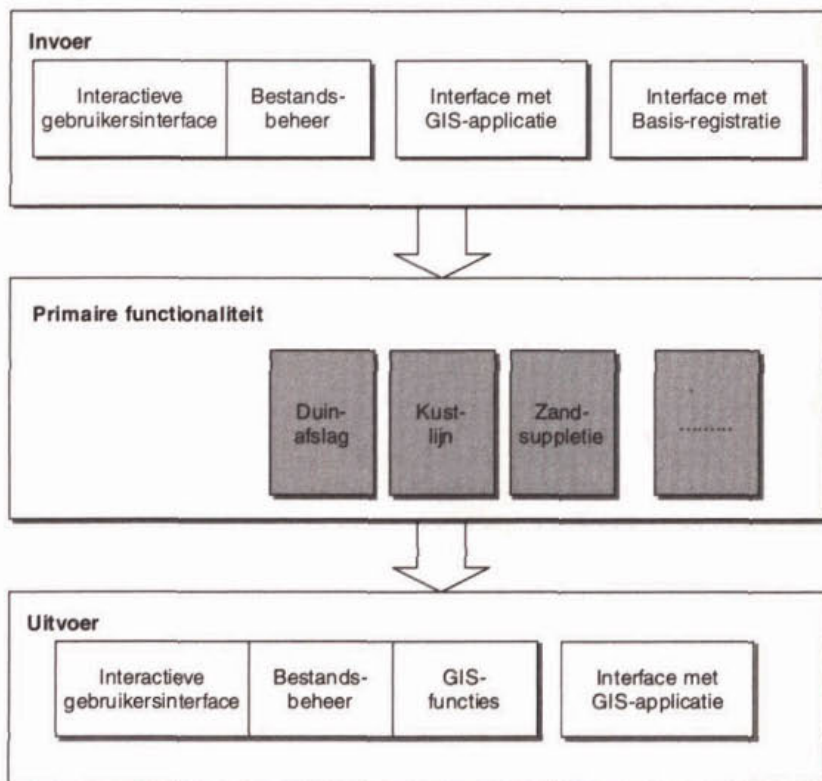 Invoer
Interactieve
gebruikersinterface
Bestands-
beheer
Interface met
GIS-applicatie
Interface met
Basis-registratie
Primaire functionaliteit
Duin-
afslag
Kust-
lijn
Zand-
suppletie
.........
Uitvoer
Interactieve
gebruikersinterface
Bestands-
beheer
GIS-
functies
Interface met
GIS-applicatie